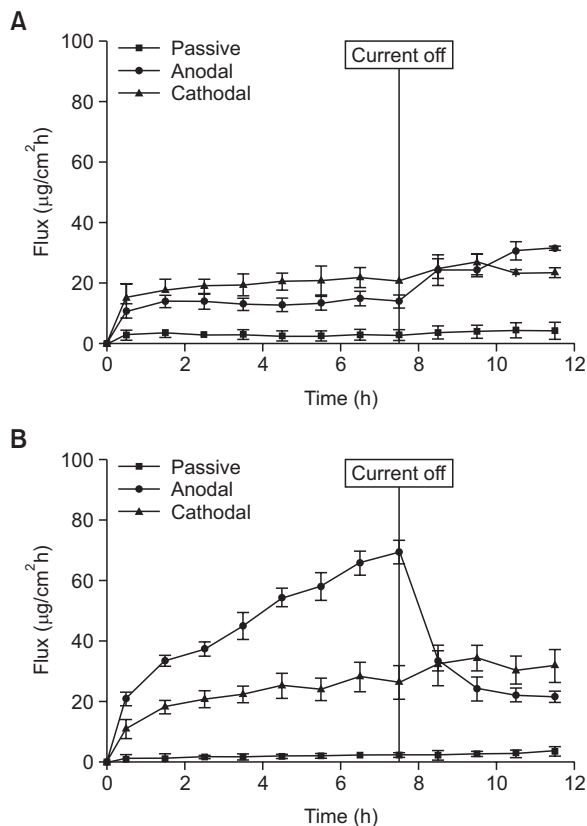 A
100
80
60
40
20
0
Flux (µg/cm²h)
Passive
Anodal
Cathodal
Current off
0 2 4 6 8 10 12
Time (h)
B
100
80
60
40
20
0
Flux (µg/cm²h)
Passive
Anodal
Cathodal
Current off
0 2 4 6 8 10 12
Time (h)